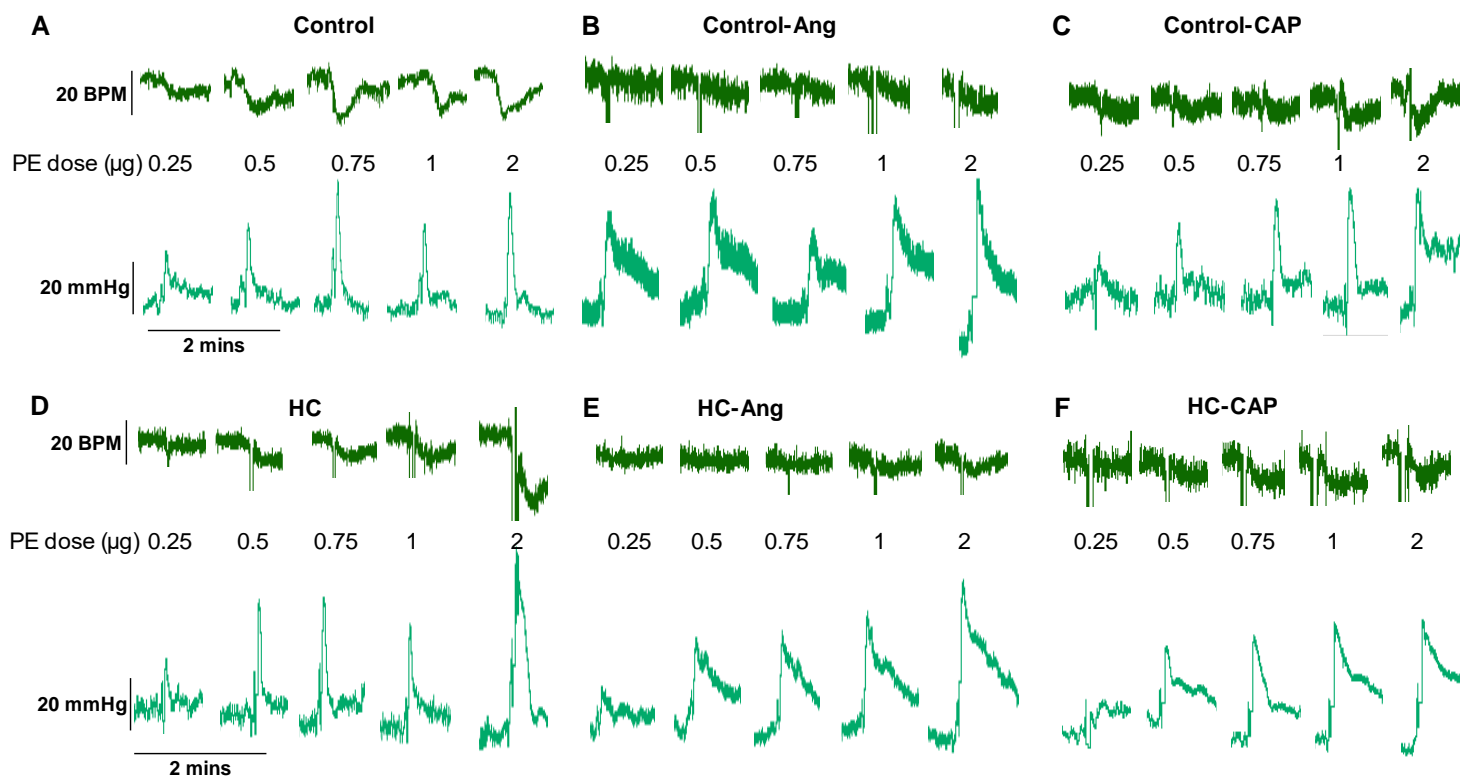 A Control
B Control-Ang
C Control-CAP
20 BPM
PE dose (µg) 0.25 0.5 0.75 1 2 0.25 0.5 0.75 1 2 0.25 0.5 0.75 1 2
20 mmHg
2 mins
D HC
E HC-Ang
F HC-CAP
20 BPM
PE dose (µg) 0.25 0.5 0.75 1 2 0.25 0.5 0.75 1 2 0.25 0.5 0.75 1 2
20 mmHg
2 mins